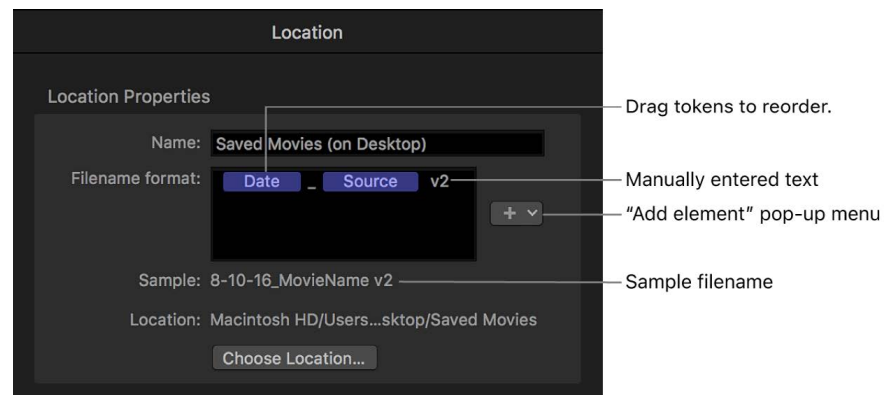 Location
Location Properties
Drag tokens to reorder.
Name: Saved Movies (on Desktop)
Filename format: Date _ Source v2
Manually entered text
+
“Add element” pop-up menu
Sample: 8-10-16_MovieName v2
Sample filename
Location: Macintosh HD/Users...sktop/Saved Movies
Choose Location...